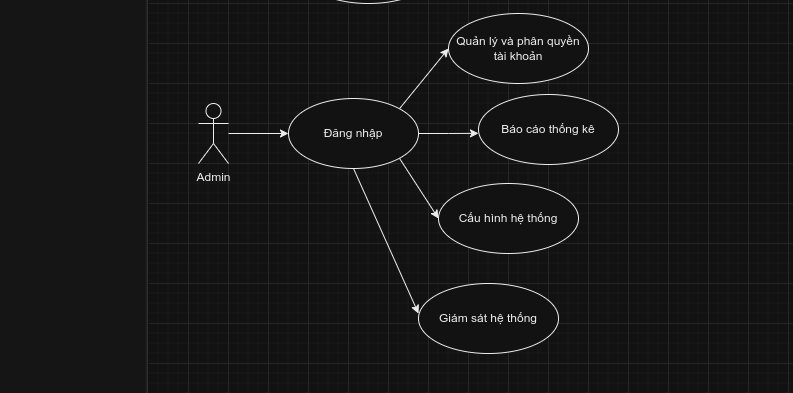 Quản lý và phân quyền
tài khoản
Đăng nhập
Báo cáo thống kê
Admin
Cấu hình hệ thống
Giám sát hệ thống